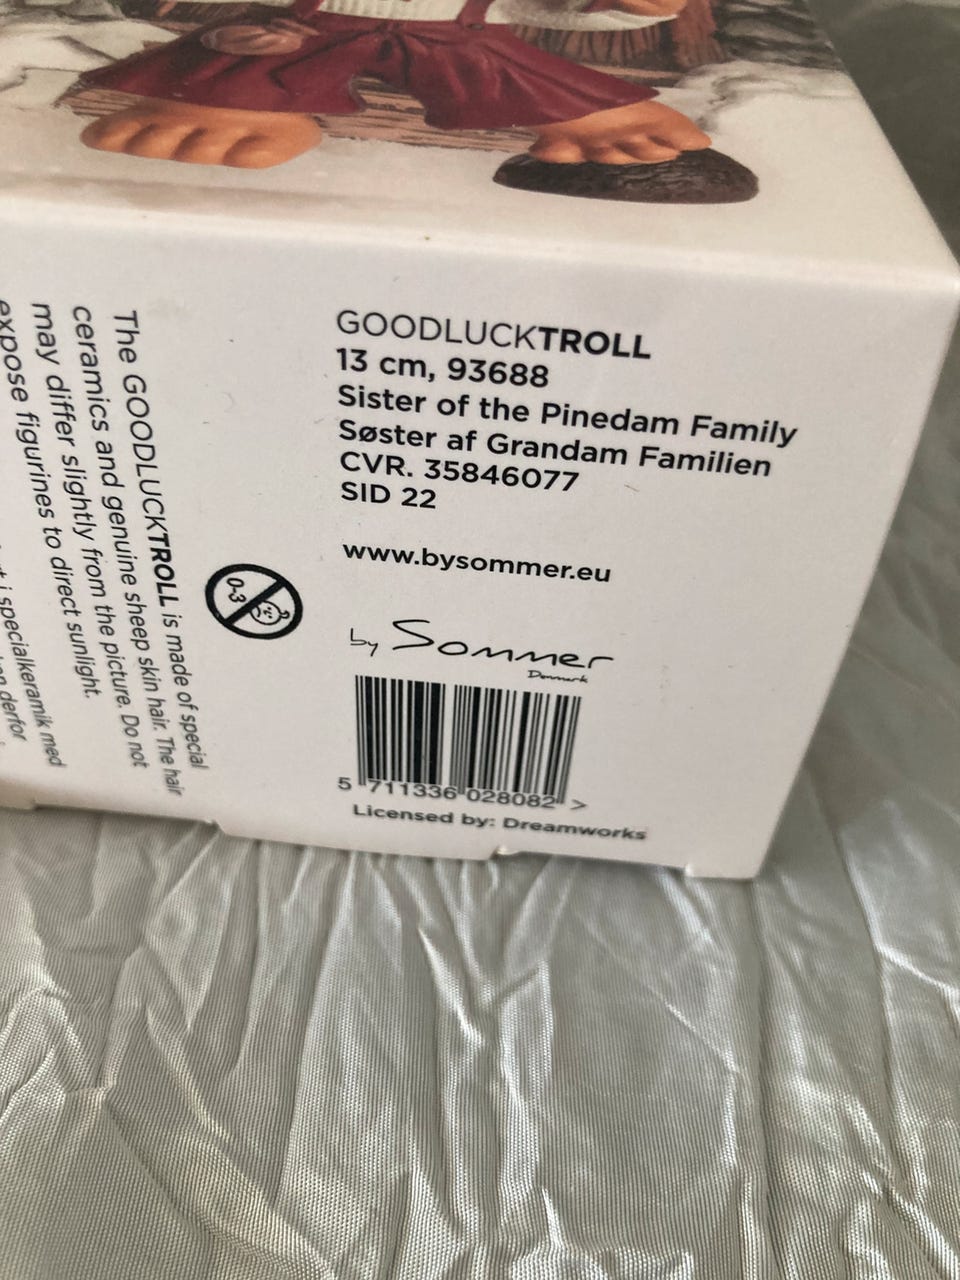 GOODLUCKTROLL
13 cm, 93688
Sister of the Pinedam Family
Søster af Grandam Familien
CVR. 35846077
SID 22
www.bysommer.eu
by Sommer
Denmark
5 711336 028082 >
Licensed by: Dreamworks
0-3
The GOODLUCKTROLL is made of special
ceramics and genuine sheep skin hair. The hair
may differ slightly from the picture. Do not
expose figurines to direct sunlight.
i specialkeramik med
derfor